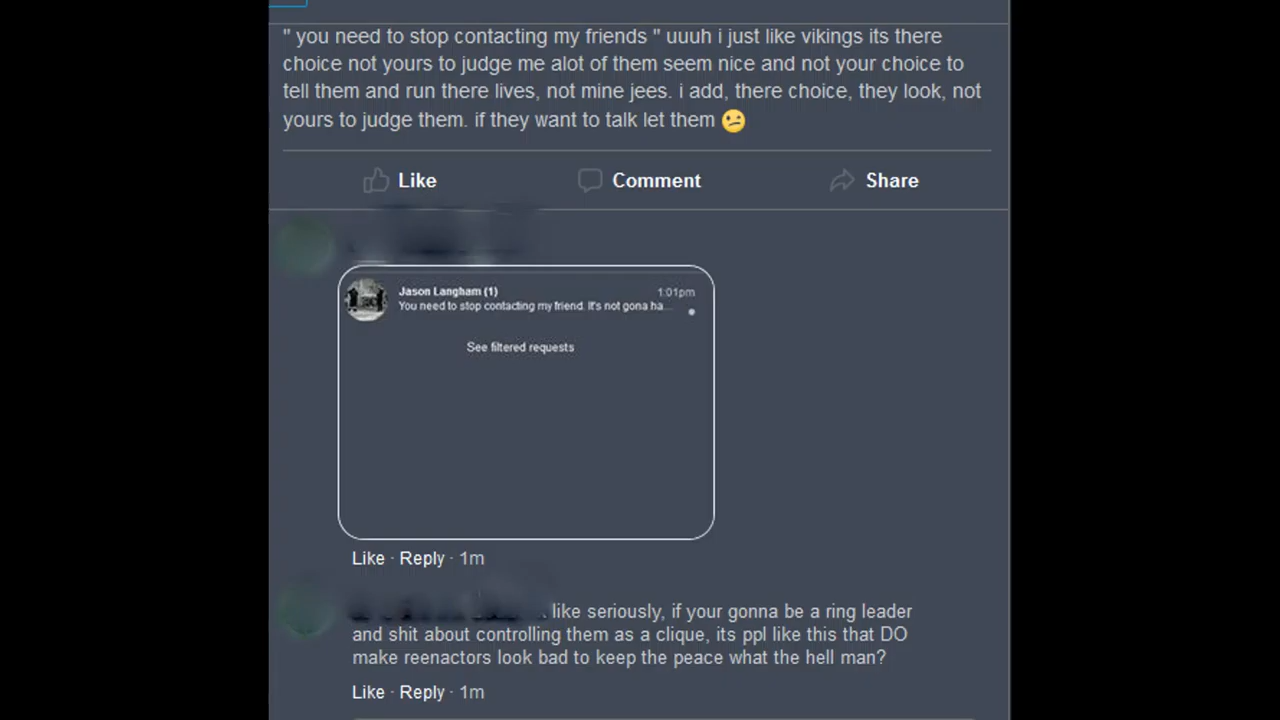 " you need to stop contacting my friends " uuuh i just like vikings its there
choice not yours to judge me alot of them seem nice and not your choice to
tell them and run there lives, not mine jees. i add, there choice, they look, not
yours to judge them. if they want to talk let them 😕
Like Comment Share
Jason Langham (1) 1:01pm
You need to stop contacting my friend. It's not gona ha...
See filtered requests
Like · Reply · 1m
like seriously, if your gonna be a ring leader
and shit about controlling them as a clique, its ppl like this that DO
make reenactors look bad to keep the peace what the hell man?
Like · Reply · 1m